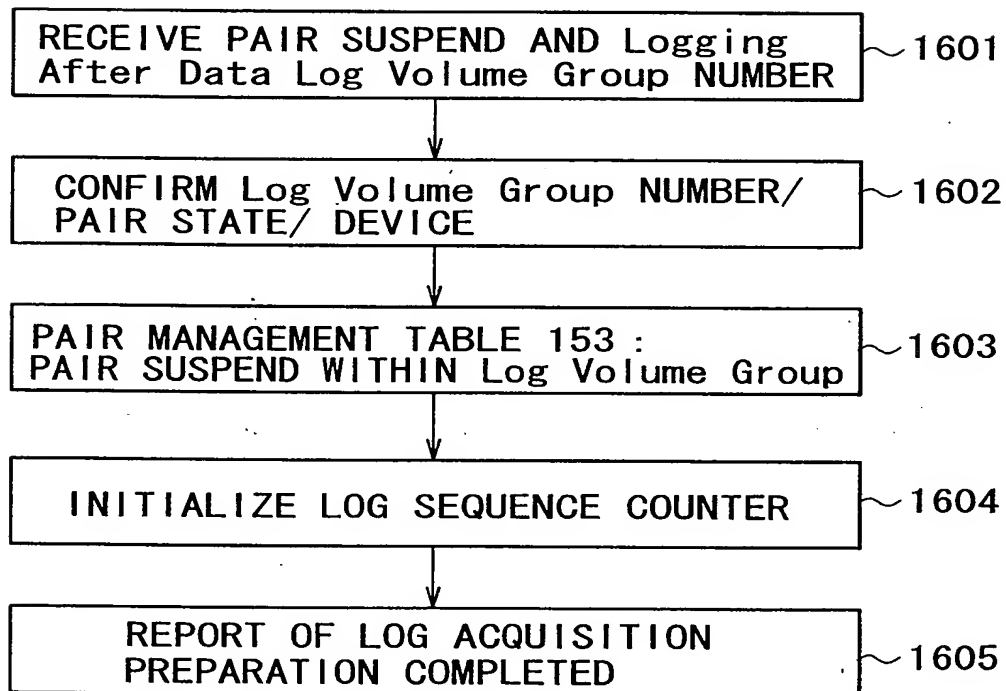 RECEIVE PAIR SUSPEND AND Logging
After Data Log Volume Group NUMBER
1601
CONFIRM Log Volume Group NUMBER/
PAIR STATE/ DEVICE
1602
PAIR MANAGEMENT TABLE 153 :
PAIR SUSPEND WITHIN Log Volume Group
1603
INITIALIZE LOG SEQUENCE COUNTER
1604
REPORT OF LOG ACQUISITION
PREPARATION COMPLETED
1605